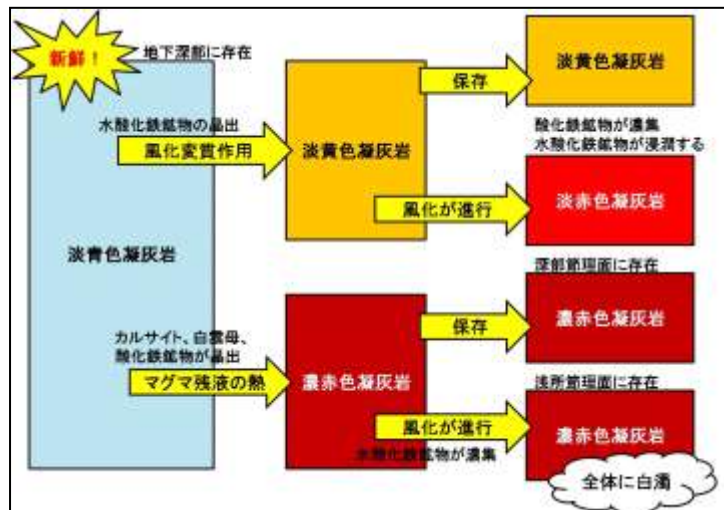 新鮮!
地下深部に存在
淡青色凝灰岩
水酸化鉄鉱物の晶出
風化変質作用
淡黄色凝灰岩
保存
淡黄色凝灰岩
酸化鉄鉱物が濃集
水酸化鉄鉱物が浸潤する
風化が進行
淡赤色凝灰岩
カルサイト、白雲母、
酸化鉄鉱物が晶出
マグマ残液の熱
濃赤色凝灰岩
保存
深部節理面に存在
濃赤色凝灰岩
風化が進行
水酸化鉄鉱物が濃集
浅所節理面に存在
濃赤色凝灰岩
全体に白濁